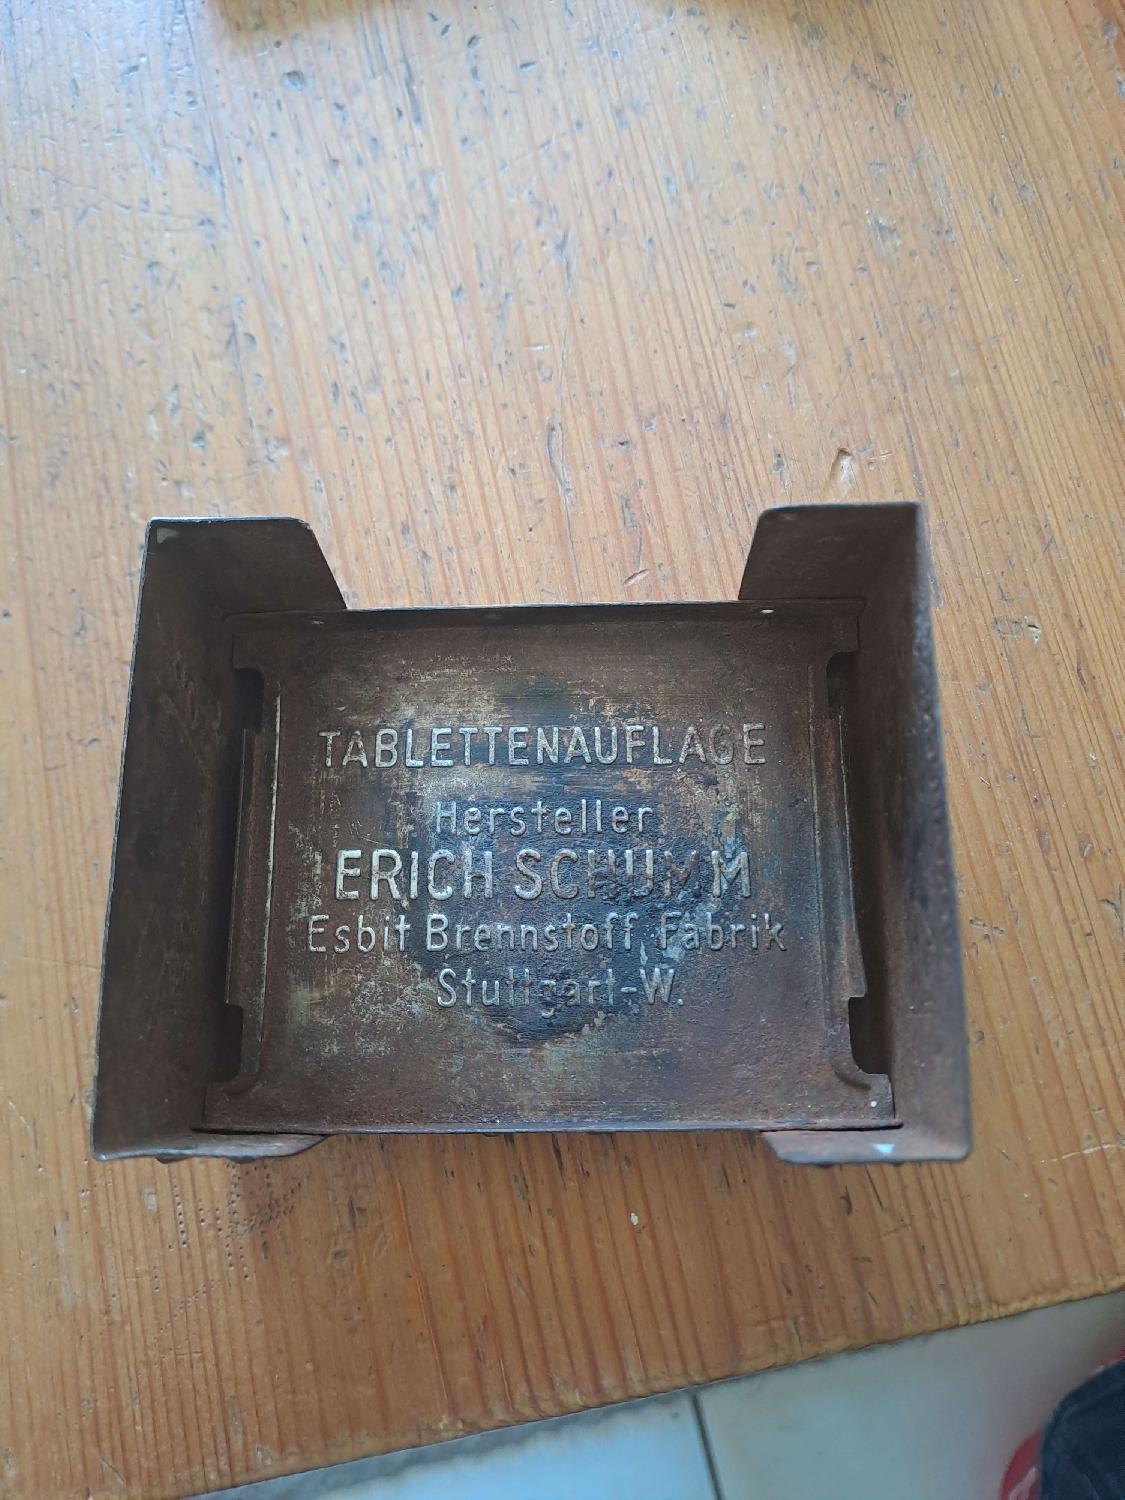 TABLETTENAUFLAGE
Hersteller
ERICH SCHUMM
Esbit Brennstoff Fabrik
Stuttgart-W.